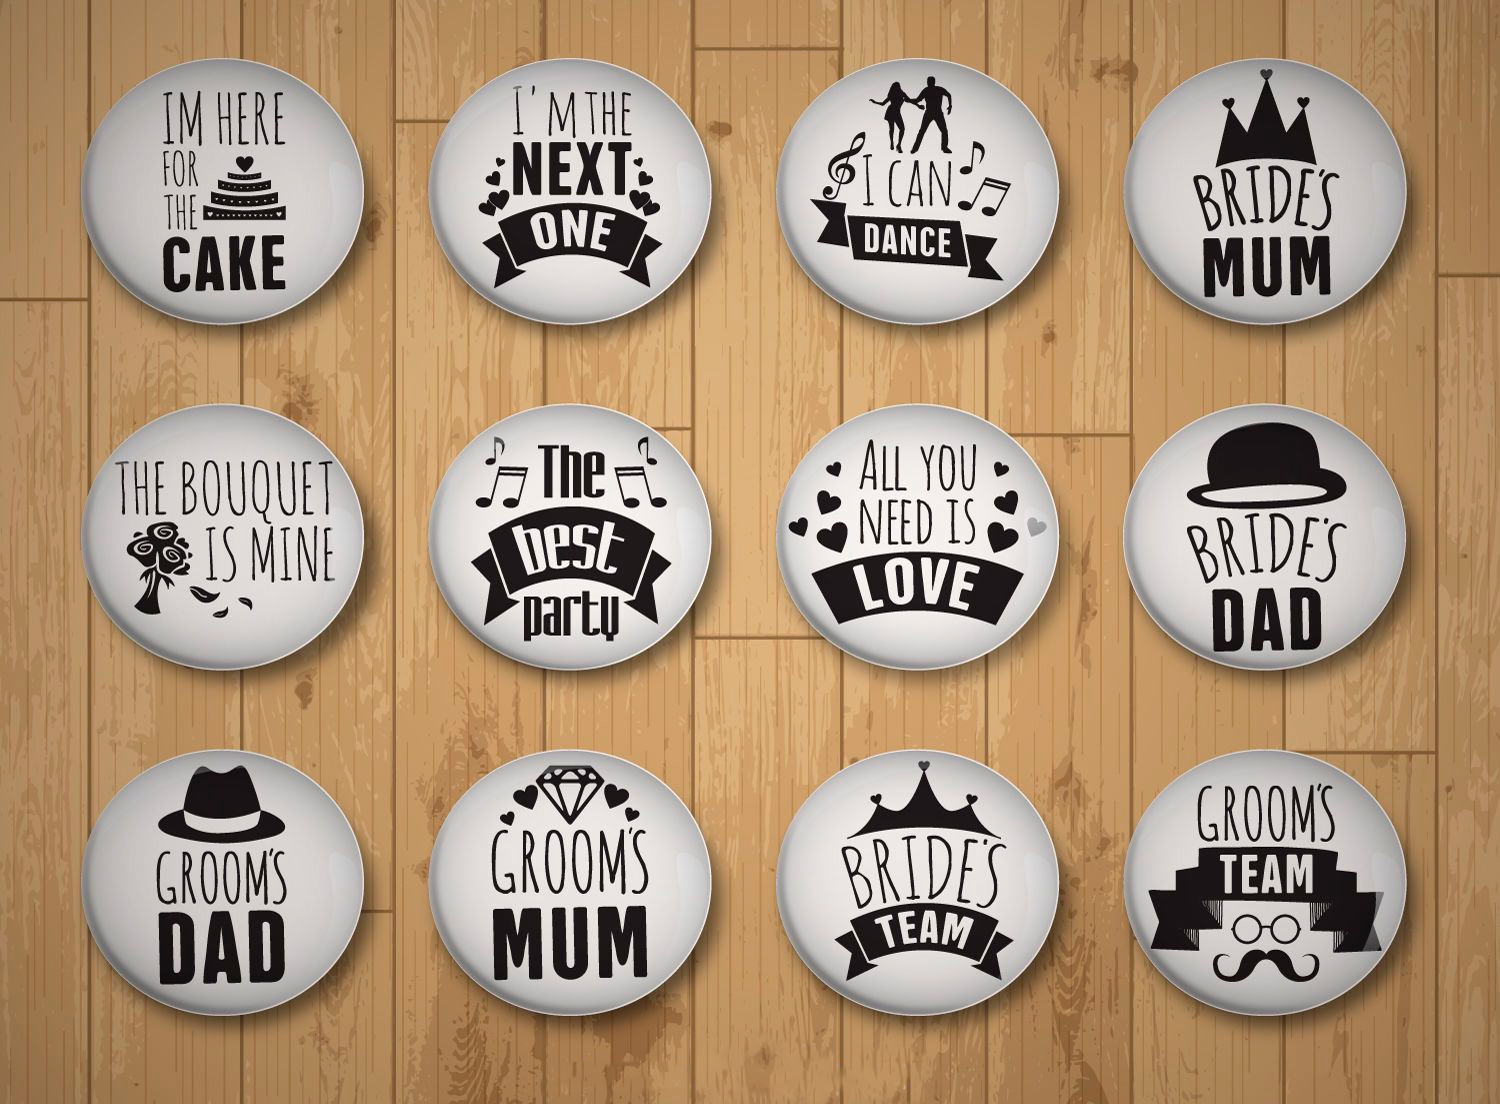 IM HERE
FOR
THE
CAKE
I'M THE
NEXT
ONE
I CAN
DANCE
BRIDE'S
MUM
THE BOUQUET
IS MINE
The
best
party
ALL YOU
NEED IS
LOVE
BRIDE'S
DAD
GROOM'S
DAD
GROOM'S
MUM
BRIDE'S
TEAM
GROOM'S
TEAM